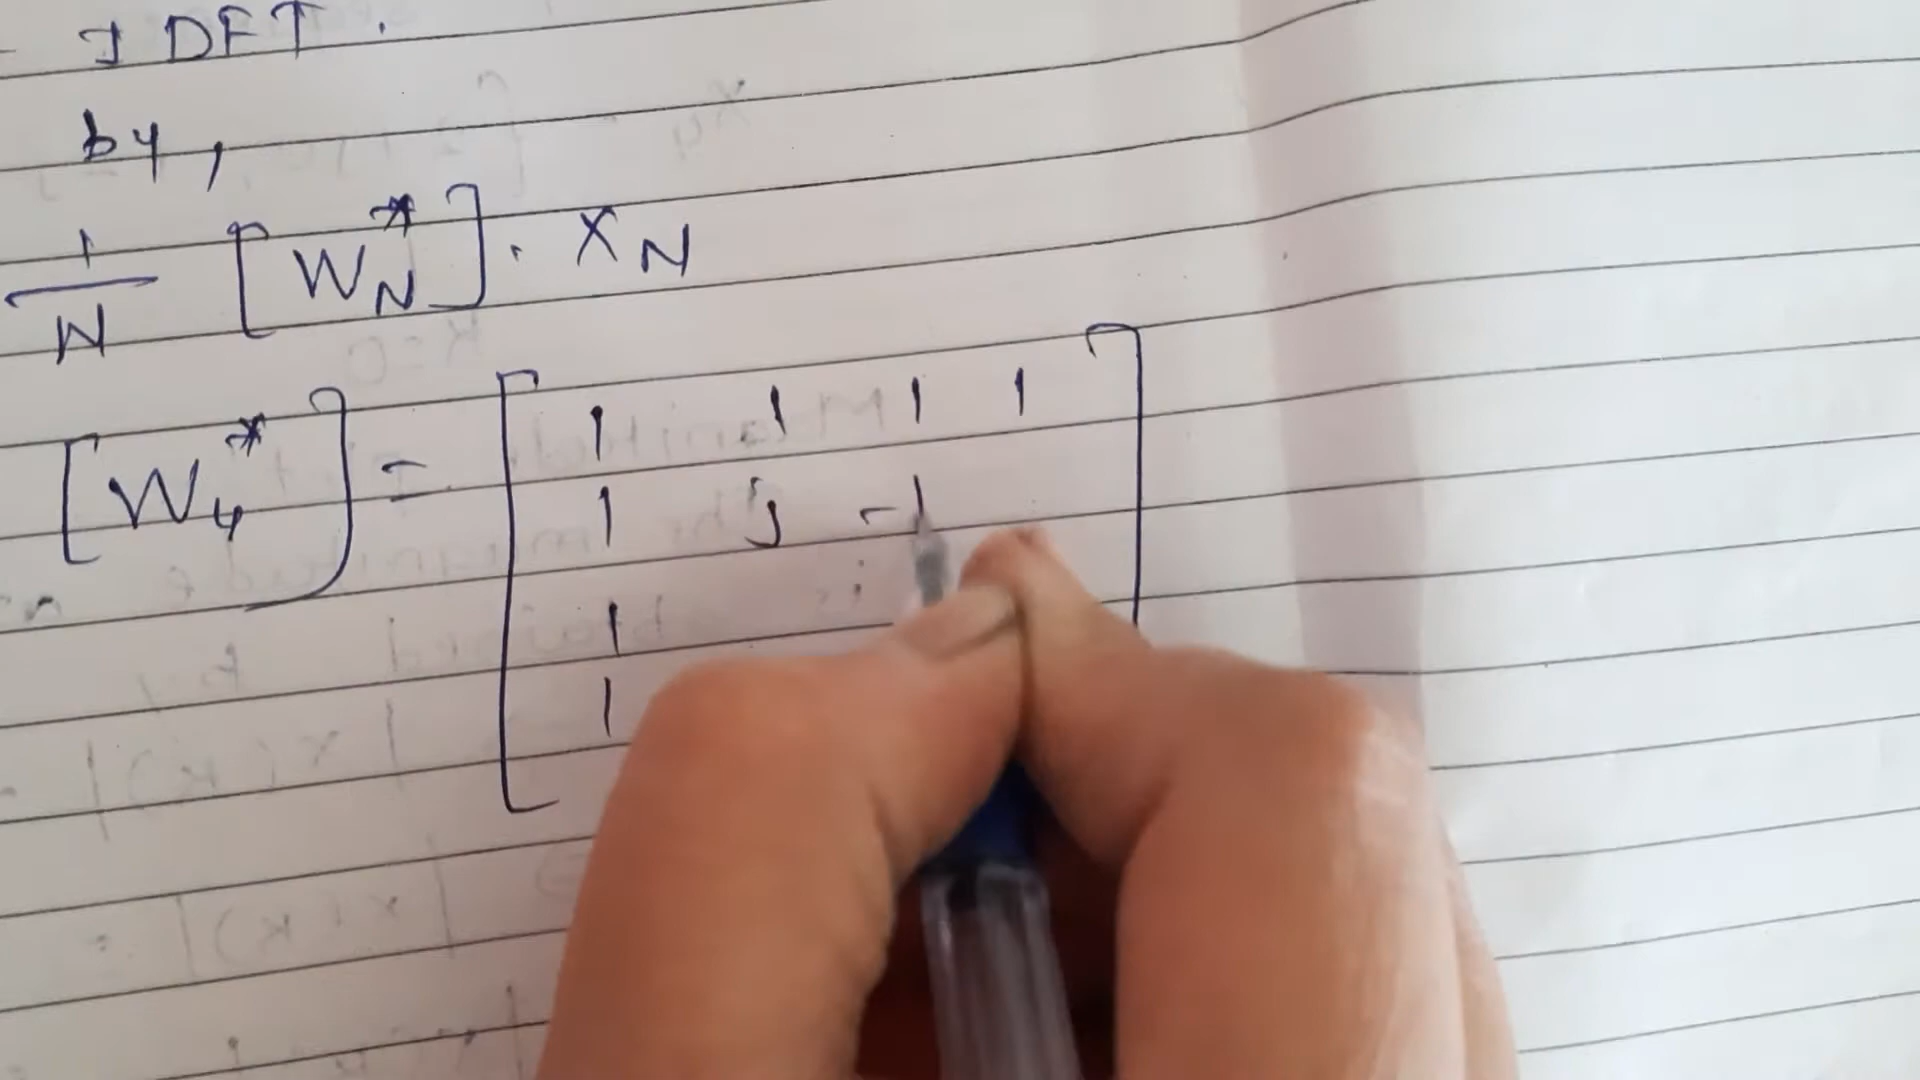 IDFT.
by,
1/N [W_N^*] . X_N
[W_4^*] = [1 1 1 1
1 j -1
1
1